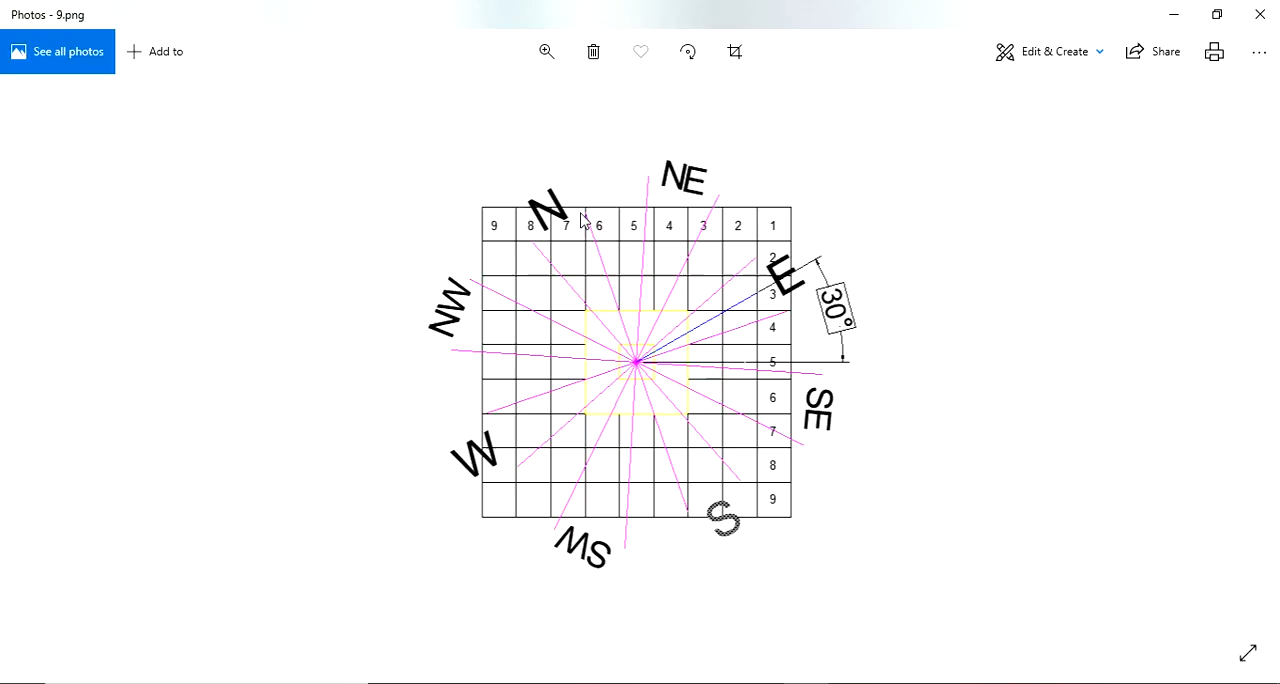 Photos - 9.png
See all photos
Add to
Edit & Create
Share
NE
N
9 8 7 6 5 4 3 2 1
2
E
3
30°
NW
4
5
6
SE
7
W
8
9
S
SW